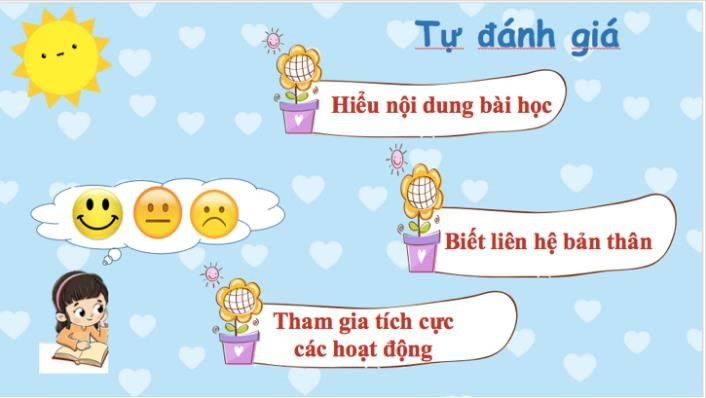 Tự đánh giá
Hiểu nội dung bài học
Biết liên hệ bản thân
Tham gia tích cực
các hoạt động